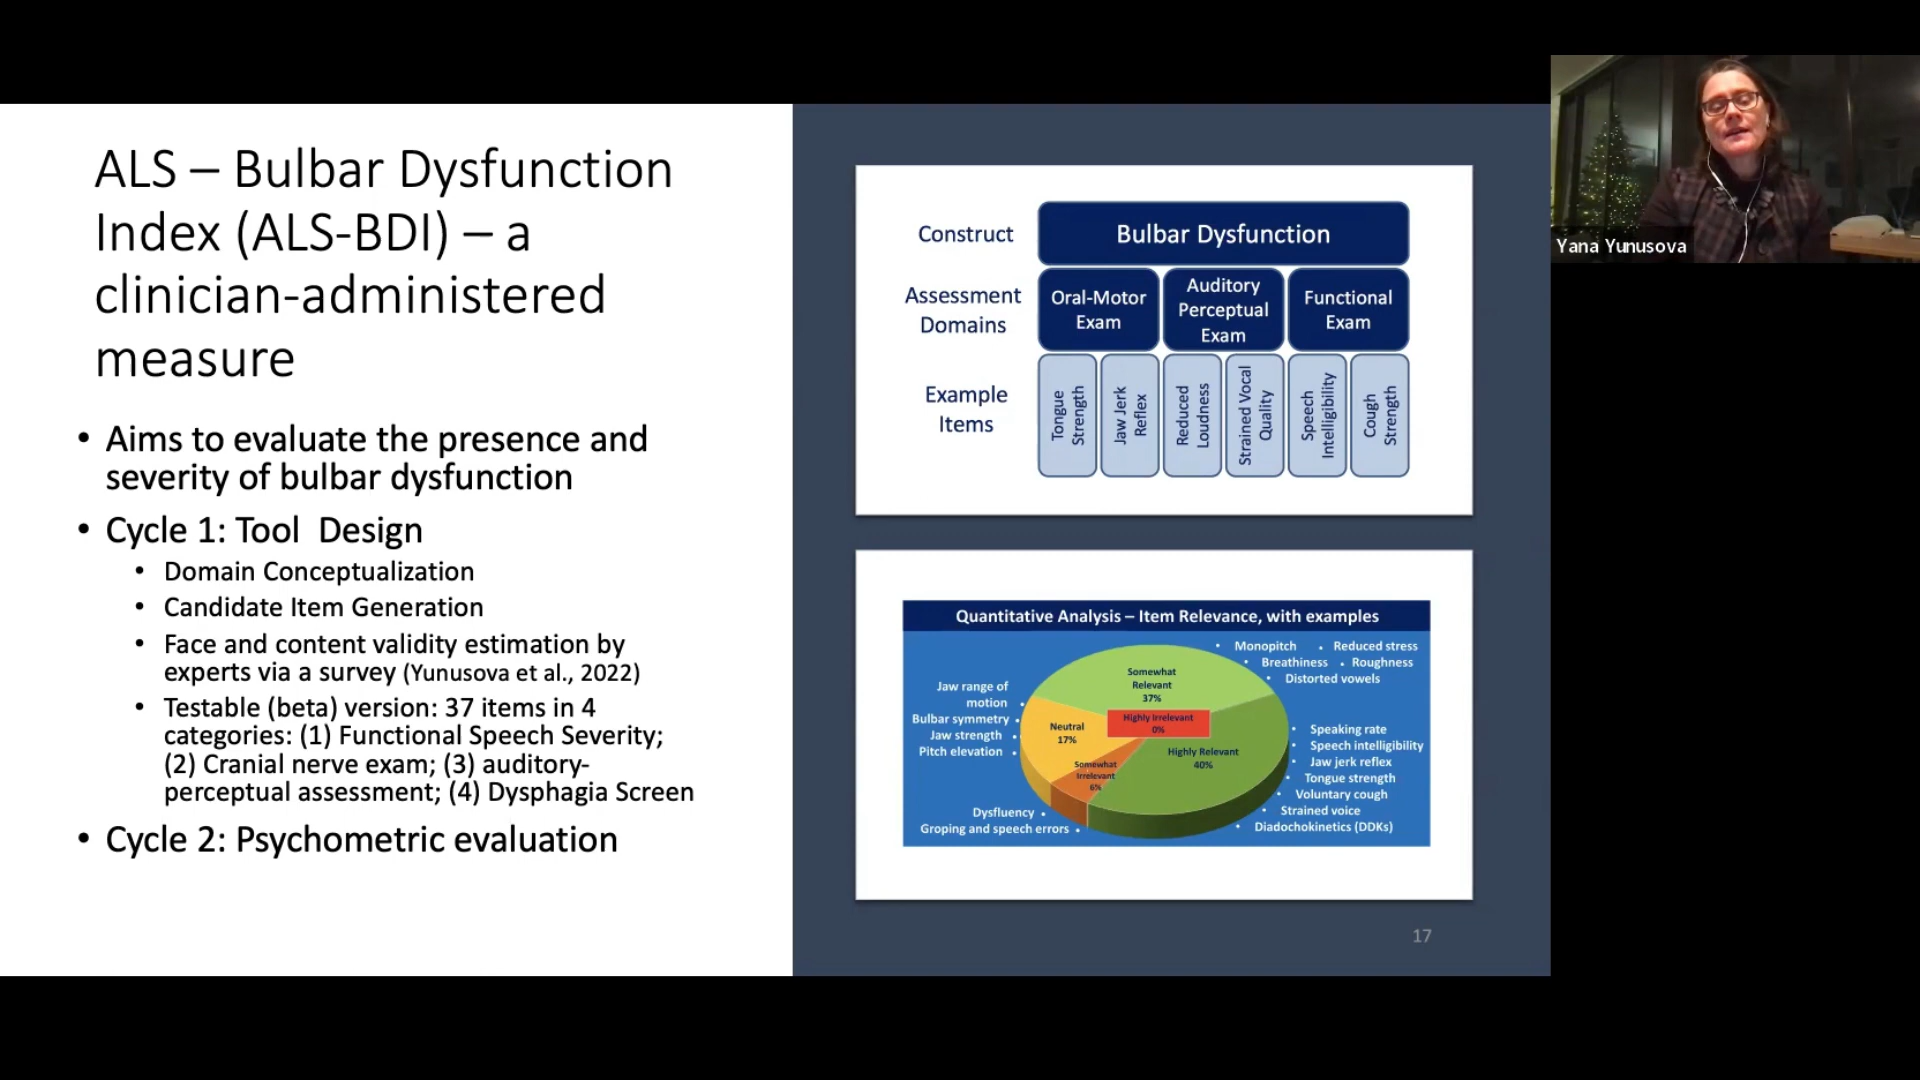 ALS – Bulbar Dysfunction
Index (ALS-BDI) – a
clinician-administered
measure
• Aims to evaluate the presence and
severity of bulbar dysfunction
• Cycle 1: Tool  Design
• Domain Conceptualization
• Candidate Item Generation
• Face and content validity estimation by
experts via a survey (Yunusova et al., 2022)
• Testable (beta) version: 37 items in 4
categories: (1) Functional Speech Severity;
(2) Cranial nerve exam; (3) auditory-
perceptual assessment; (4) Dysphagia Screen
• Cycle 2: Psychometric evaluation
Construct
Bulbar Dysfunction
Assessment
Domains
Oral-Motor
Exam
Auditory
Perceptual
Exam
Functional
Exam
Example
Items
Tongue
Strength
Jaw Jerk
Reflex
Reduced
Loudness
Strained Vocal
Quality
Speech
Intelligibility
Cough
Strength
Quantitative Analysis – Item Relevance, with examples
Somewhat
Relevant
37%
• Monopitch
• Reduced stress
• Breathiness • Roughness
• Distorted vowels
Jaw range of
motion •
Bulbar symmetry •
Jaw strength •
Pitch elevation •
Neutral
17%
Highly Irrelevant
0%
Highly Relevant
40%
Somewhat
Irrelevant
6%
• Speaking rate
• Speech intelligibility
• Jaw jerk reflex
• Tongue strength
• Voluntary cough
• Strained voice
• Diadochokinetics (DDKs)
Dysfluency •
Groping and speech errors •
17
Yana Yunusova